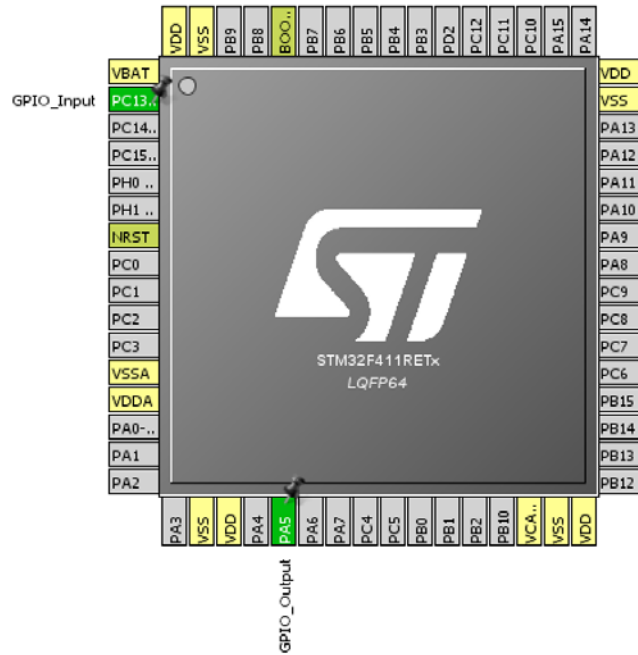 VDD
VSS
PB9
PB8
BOO..
PB7
PB6
PB5
PB4
PB3
PD2
PC12
PC11
PC10
PA15
PA14
VBAT
GPIO_Input
PC13..
PC14..
PC15..
PH0 ..
PH1 ..
NRST
PC0
PC1
PC2
PC3
VSSA
VDDA
PA0-..
PA1
PA2
STM32F411RETx
LQFP64
VDD
VSS
PA13
PA12
PA11
PA10
PA9
PA8
PC9
PC8
PC7
PC6
PB15
PB14
PB13
PB12
PA3
VSS
VDD
PA4
PA5
PA6
PA7
PC4
PC5
PB0
PB1
PB2
PB10
VCA..
VSS
VDD
GPIO_Output